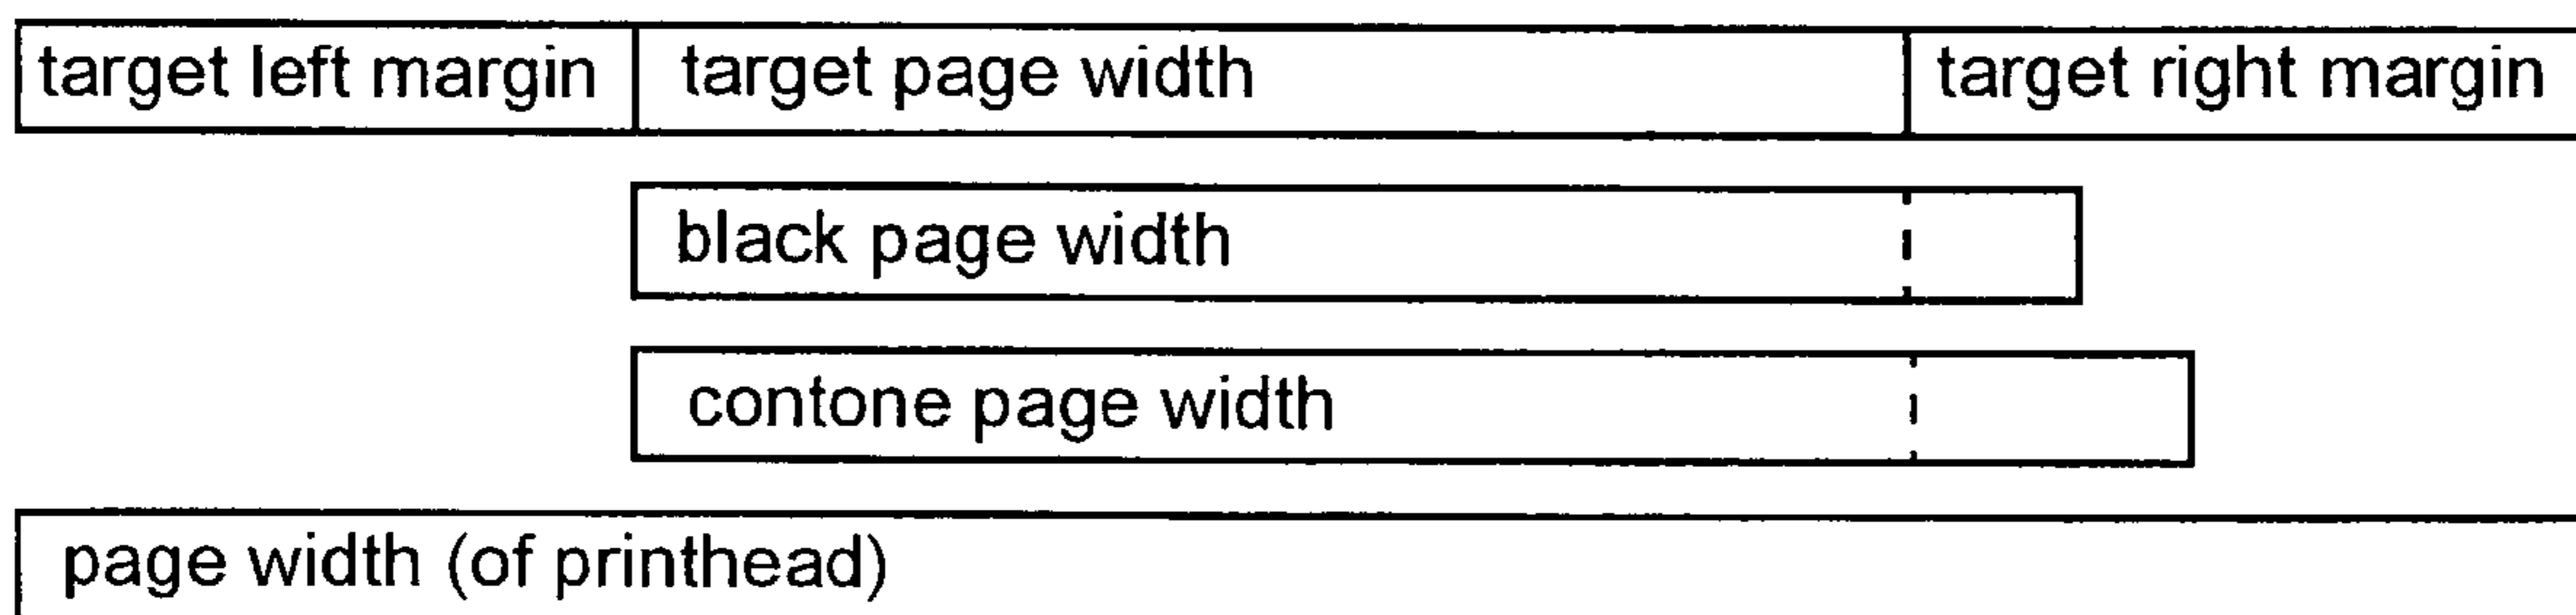 target left margin target page width target right margin
black page width
contone page width
page width (of printhead)